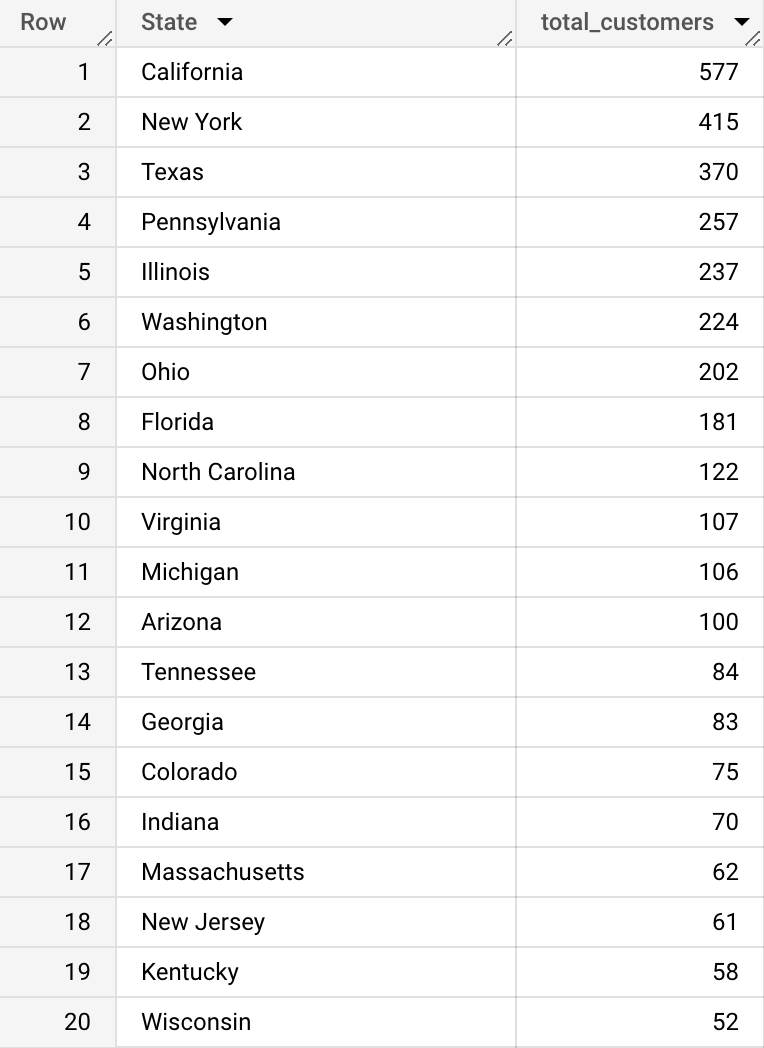 Row State total_customers
1 California 577
2 New York 415
3 Texas 370
4 Pennsylvania 257
5 Illinois 237
6 Washington 224
7 Ohio 202
8 Florida 181
9 North Carolina 122
10 Virginia 107
11 Michigan 106
12 Arizona 100
13 Tennessee 84
14 Georgia 83
15 Colorado 75
16 Indiana 70
17 Massachusetts 62
18 New Jersey 61
19 Kentucky 58
20 Wisconsin 52